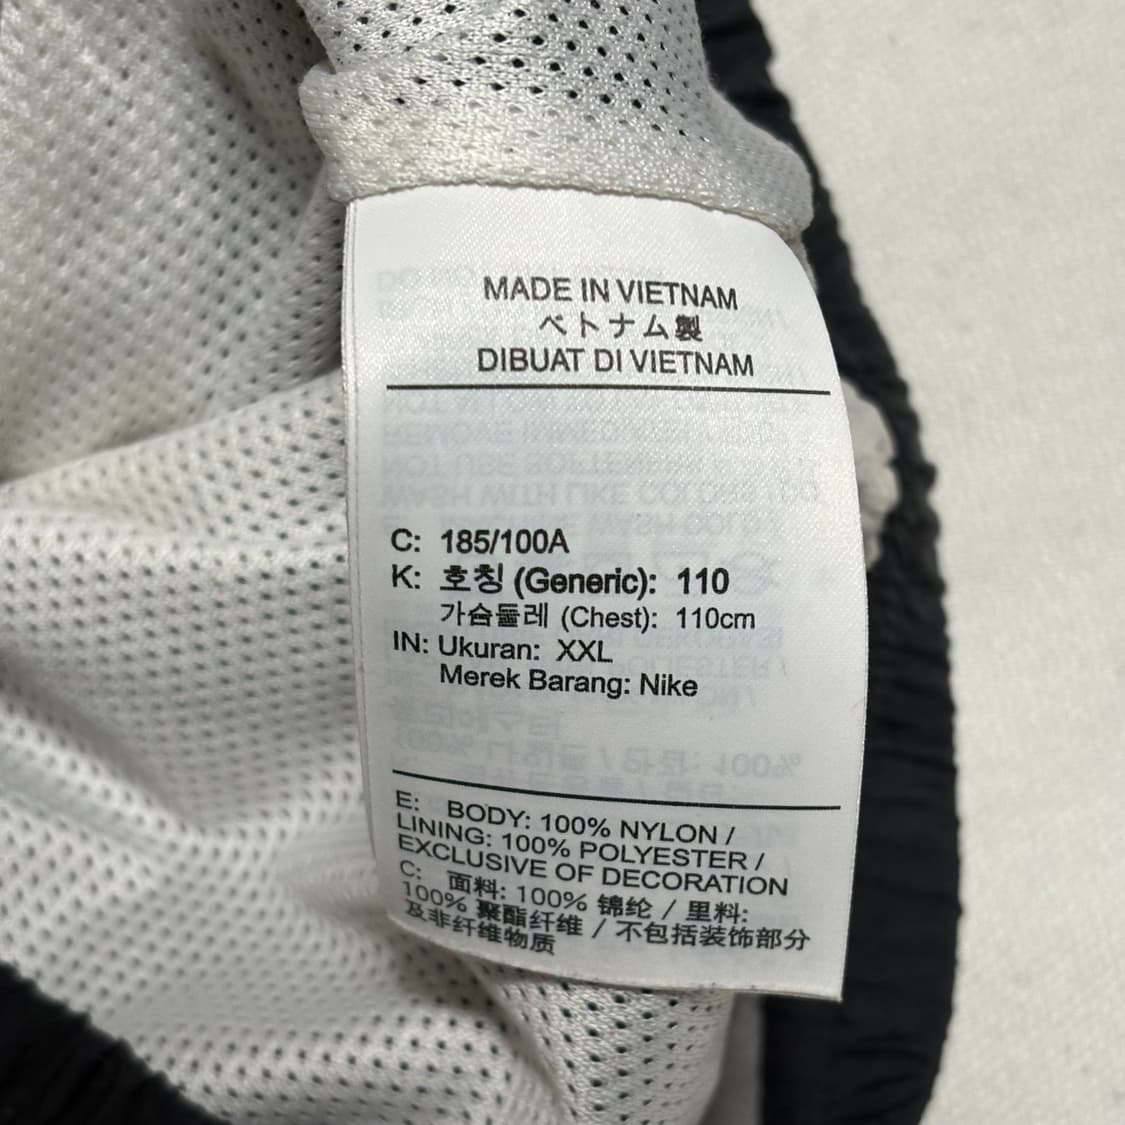 MADE IN VIETNAM
ベトナム製
DIBUAT DI VIETNAM
C: 185/100A
K: 호칭 (Generic): 110
가슴둘레 (Chest): 110cm
IN: Ukuran: XXL
Merek Barang: Nike
E: BODY: 100% NYLON /
LINING: 100% POLYESTER /
EXCLUSIVE OF DECORATION
C: 面料: 100% 锦纶 / 里料:
100% 聚酯纤维 / 不包括装饰部分
及非纤维物质